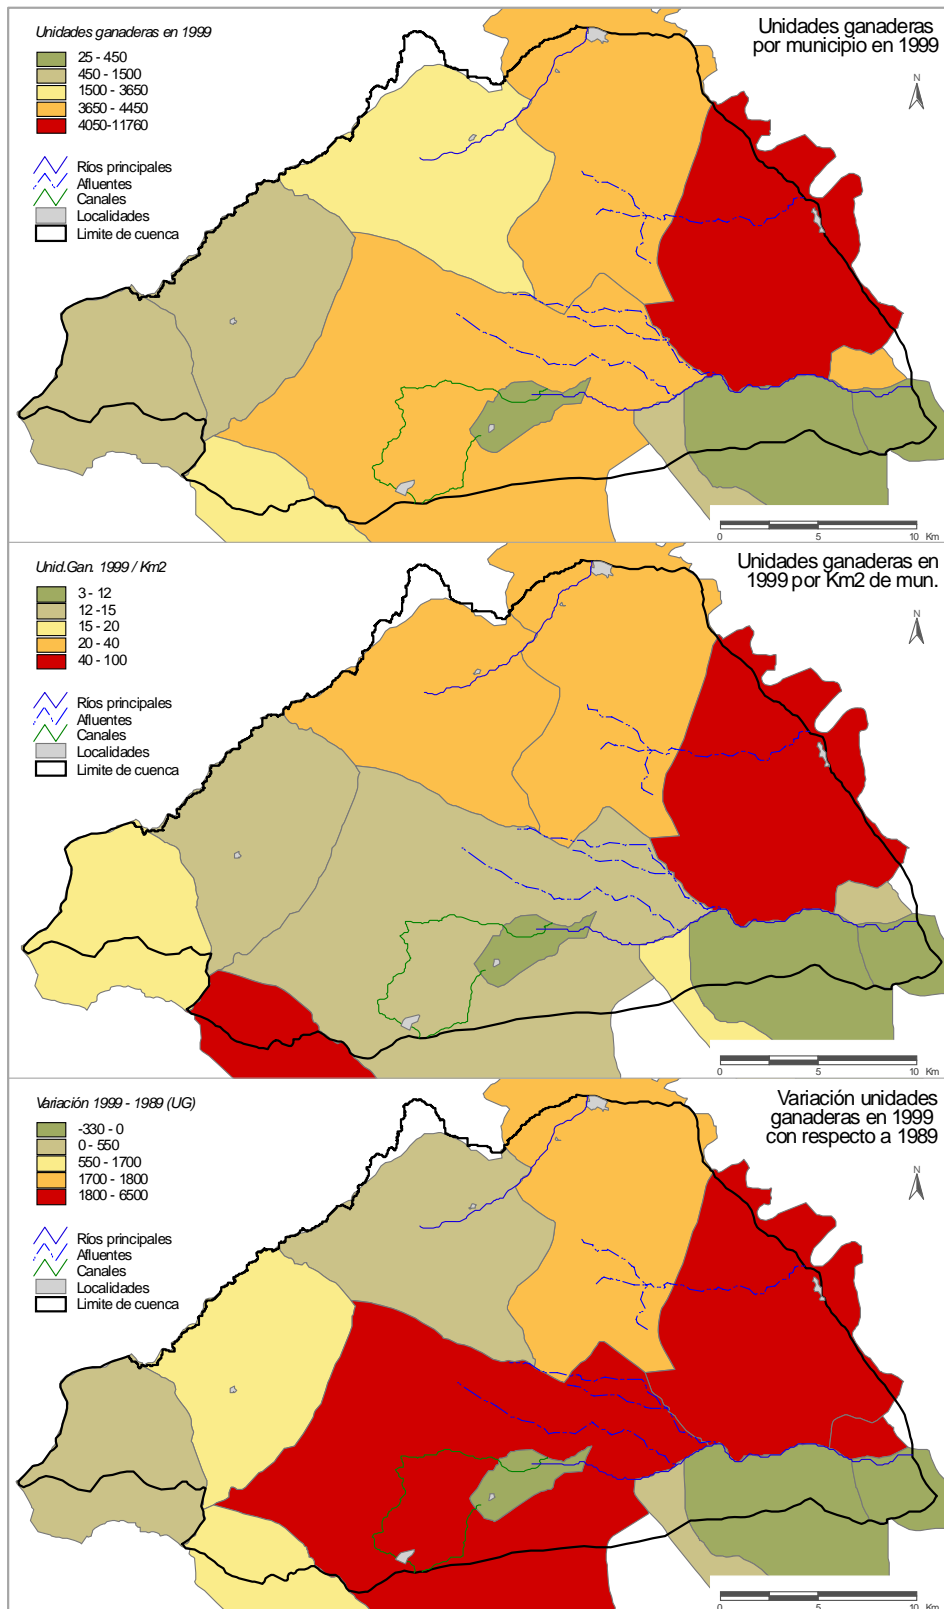 Unidades ganaderas en 1999
25 - 450
450 - 1500
1500 - 3650
3650 - 4450
4050-11760
Ríos principales
Afluentes
Canales
Localidades
Limite de cuenca
Unidades ganaderas
por municipio en 1999
N
0 5 10 Km
Unid.Gan. 1999 / Km2
3 - 12
12 - 15
15 - 20
20 - 40
40 - 100
Ríos principales
Afluentes
Canales
Localidades
Limite de cuenca
Unidades ganaderas en
1999 por Km2 de mun.
N
0 5 10 Km
Variación 1999 - 1989 (UG)
-330 - 0
0 - 550
550 - 1700
1700 - 1800
1800 - 6500
Ríos principales
Afluentes
Canales
Localidades
Limite de cuenca
Variación unidades
ganaderas en 1999
con respecto a 1989
N
0 5 10 Km